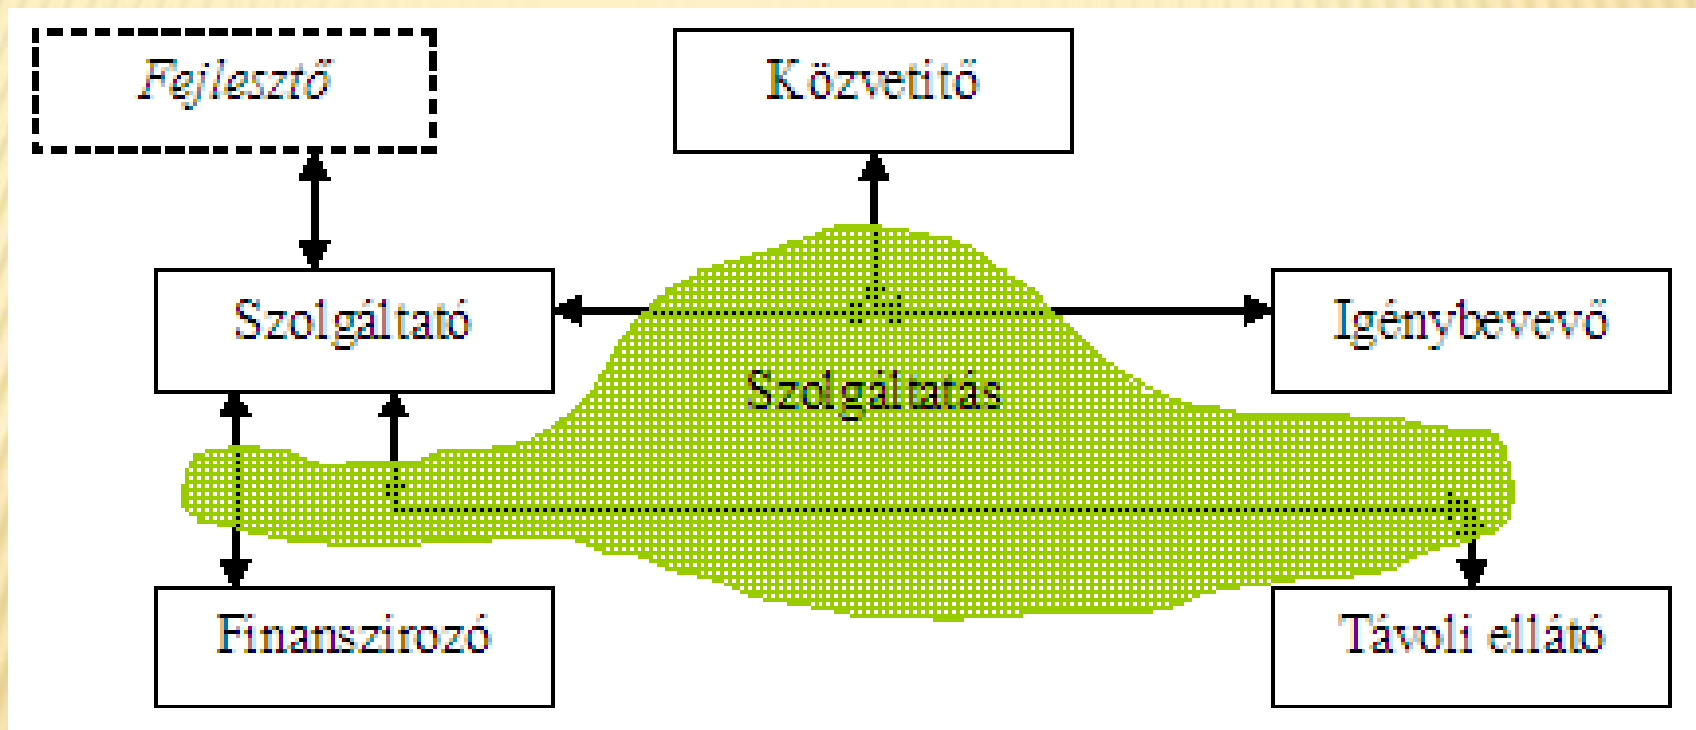 Fejlesztő
Közvetítő
Szolgáltató
Igénybevevő
Szolgáltatás
Finanszírozó
Távoli ellátó